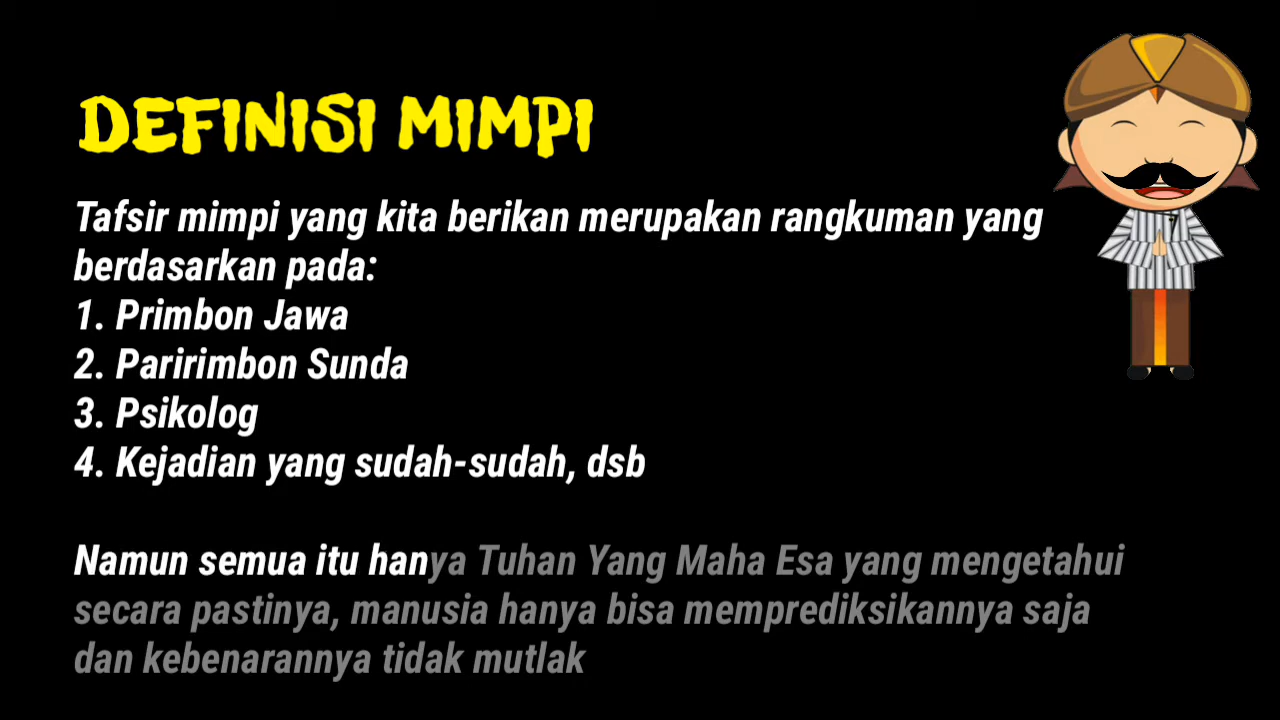 DEFINISI MIMPI
Tafsir mimpi yang kita berikan merupakan rangkuman yang
berdasarkan pada:
1. Primbon Jawa
2. Paririmbon Sunda
3. Psikolog
4. Kejadian yang sudah-sudah, dsb
Namun semua itu hanya Tuhan Yang Maha Esa yang mengetahui
secara pastinya, manusia hanya bisa memprediksikannya saja
dan kebenarannya tidak mutlak